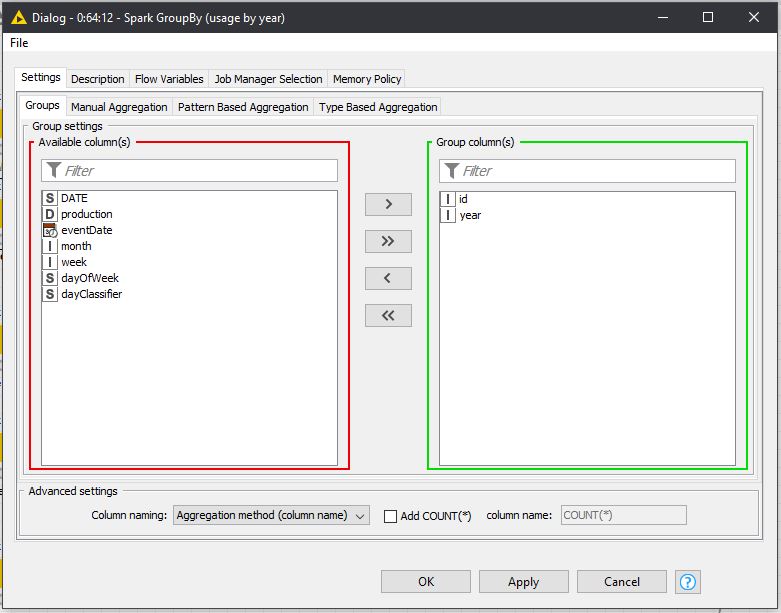 Dialog - 0:64:12 - Spark GroupBy (usage by year)
File
Settings Description Flow Variables Job Manager Selection Memory Policy
Groups Manual Aggregation Pattern Based Aggregation Type Based Aggregation
Group settings
Available column(s)
Filter
S DATE
D production
eventDate
I month
I week
S dayOfWeek
S dayClassifier
>
>>
<
<<
Group column(s)
Filter
I id
I year
Advanced settings
Column naming: Aggregation method (column name) Add COUNT(*) column name: COUNT(*)
OK Apply Cancel ?